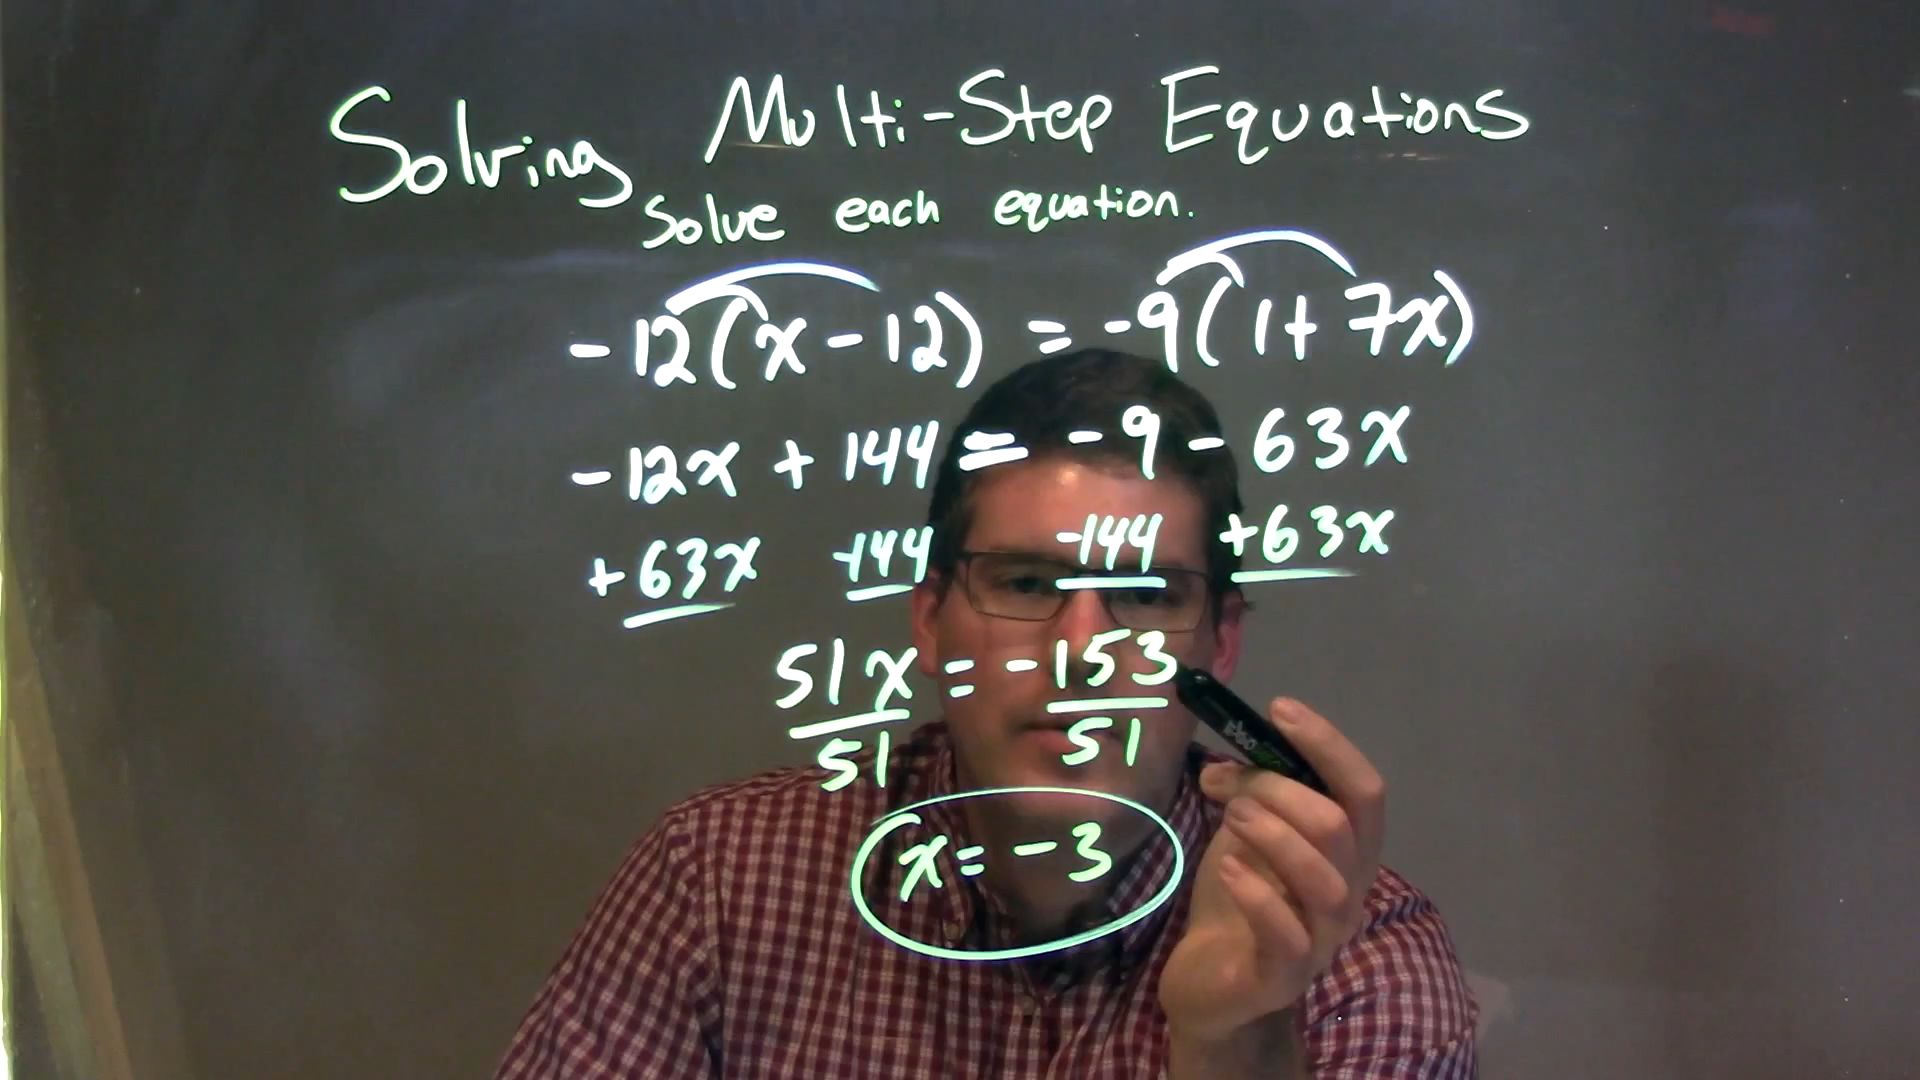 Solving Multi-Step Equations
Solve each equation.
-12(x-12) = -9(1+7x)
-12x + 144 = -9 - 63x
+63x -144 -144 +63x
51x = -153
51 51
x = -3
expo